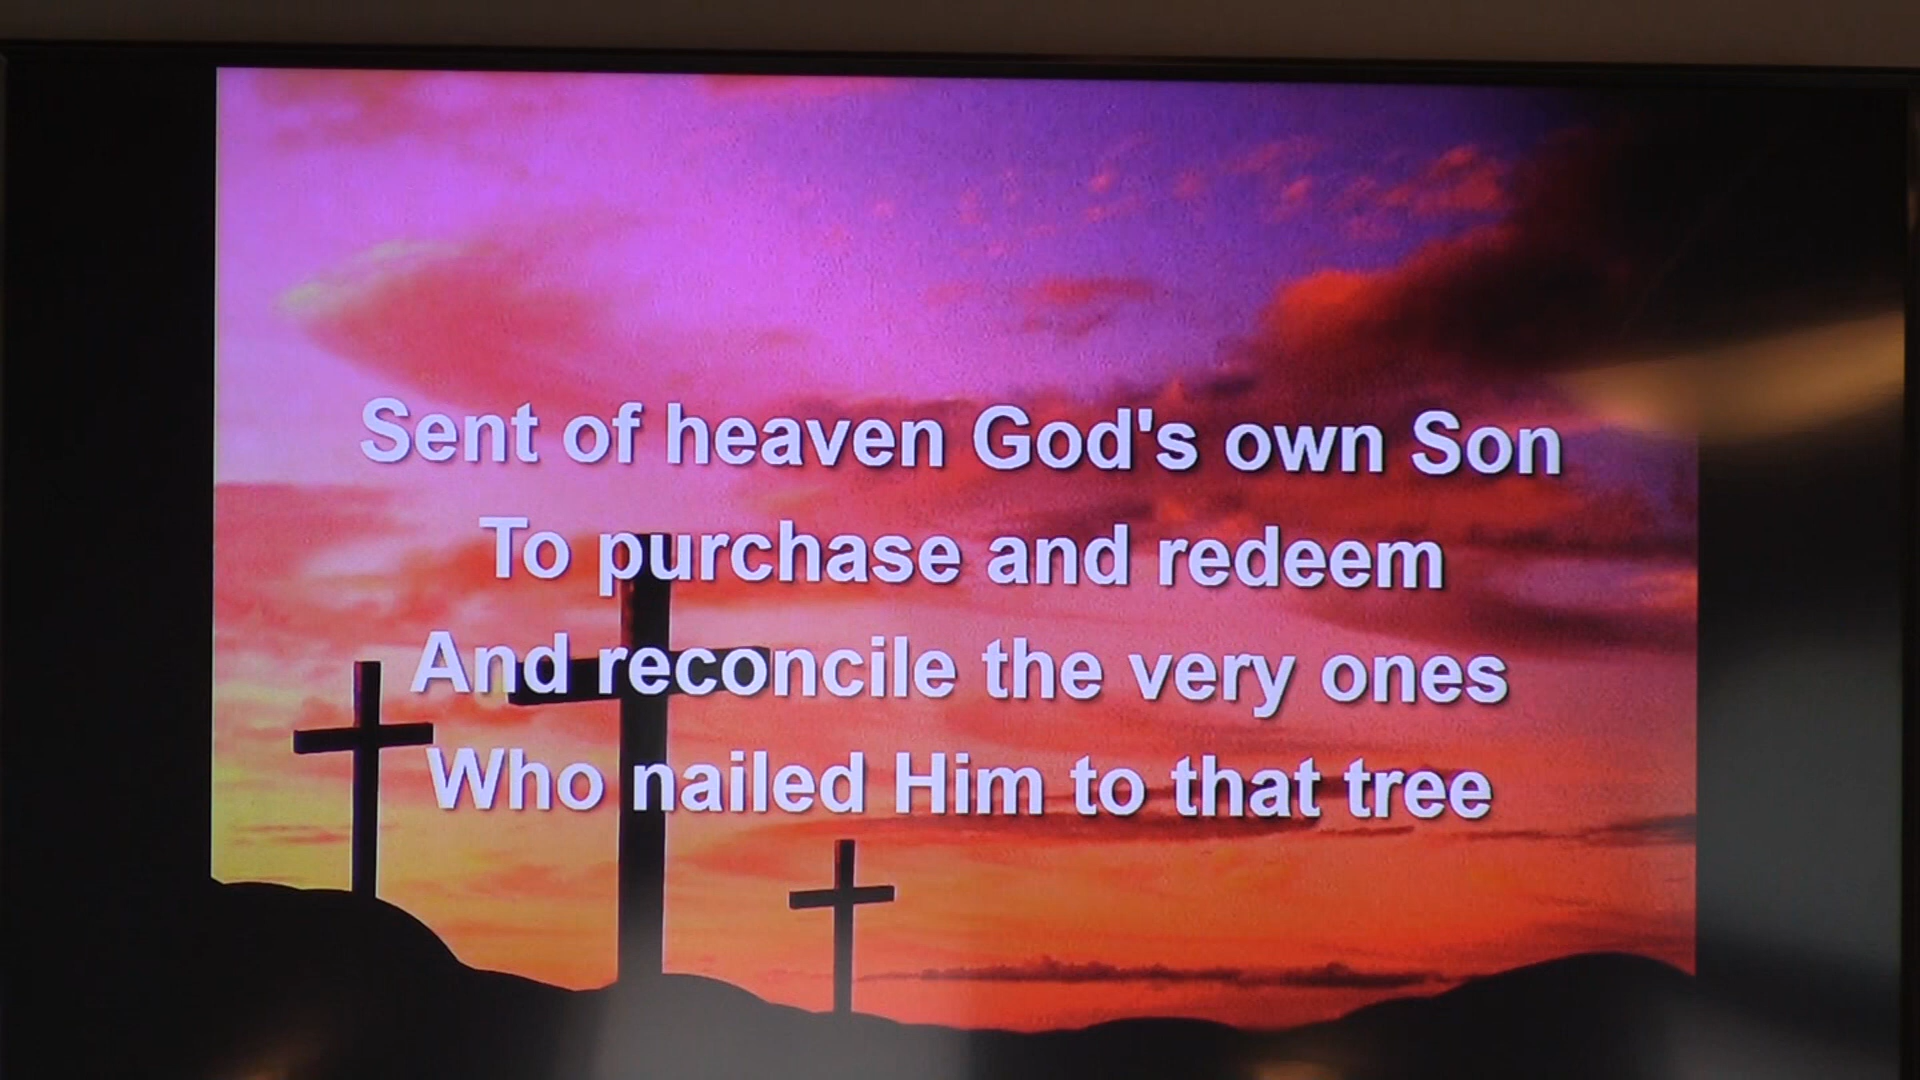 Sent of heaven God's own Son
To purchase and redeem
And reconcile the very ones
Who nailed Him to that tree